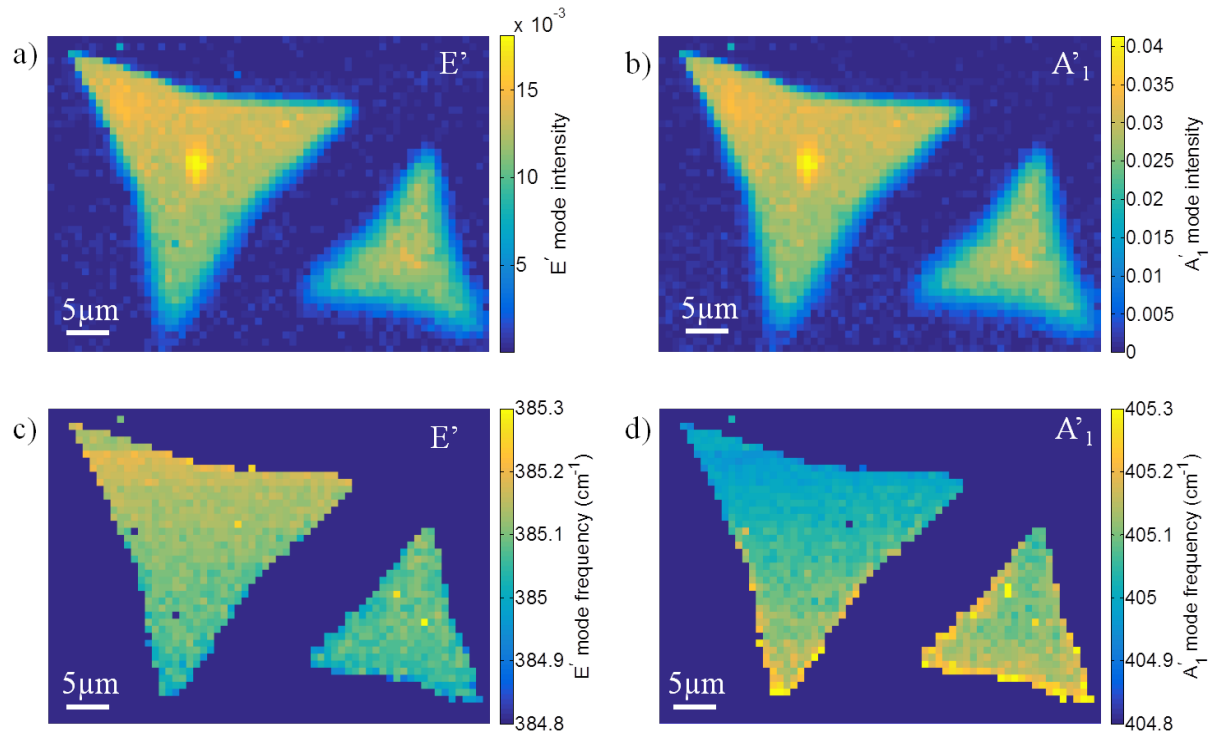 a)
E’
5µm
x 10⁻³
15
10
5
E′ mode intensity
b)
A’₁
5µm
0.04
0.035
0.03
0.025
0.02
0.015
0.01
0.005
0
A′₁ mode intensity
c)
E’
5µm
385.3
385.2
385.1
385
384.9
384.8
E′ mode frequency (cm⁻¹)
d)
A’₁
5µm
405.3
405.2
405.1
405
404.9
404.8
A′₁ mode frequency (cm⁻¹)